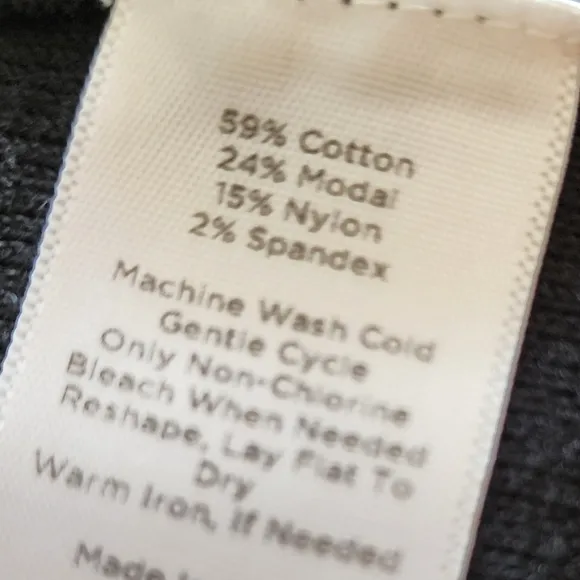 59% Cotton
24% Modal
15% Nylon
2% Spandex
Machine Wash Cold
Gentle Cycle
Only Non-Chlorine
Bleach When Needed
Reshape, Lay Flat To
Dry
Warm Iron, If Needed
Made